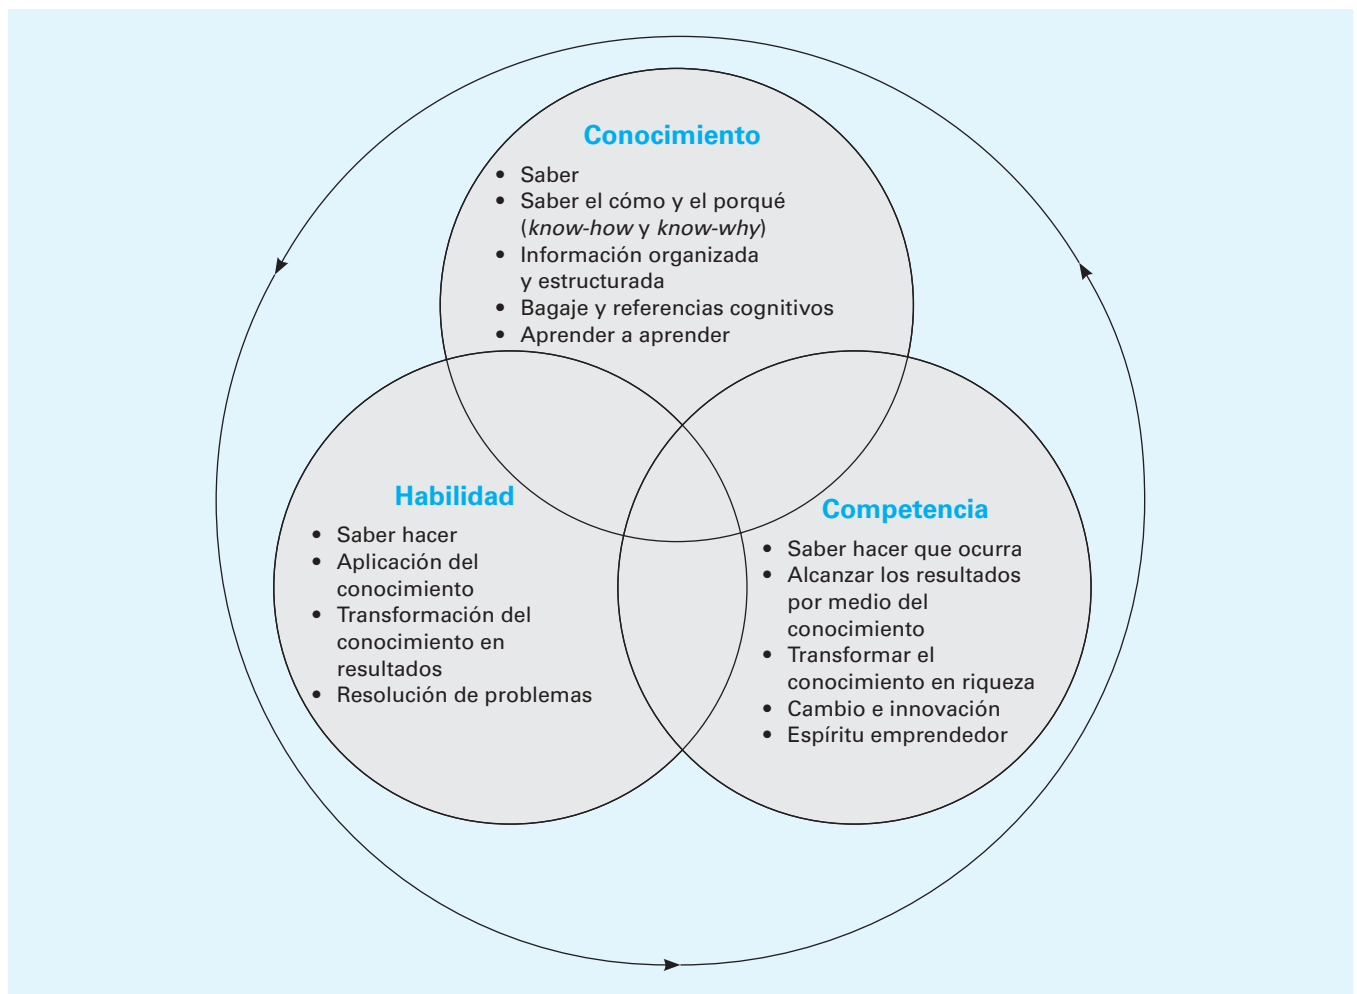 Conocimiento
• Saber
• Saber el cómo y el porqué
(know-how y know-why)
• Información organizada
y estructurada
• Bagaje y referencias cognitivos
• Aprender a aprender
Habilidad
• Saber hacer
• Aplicación del
conocimiento
• Transformación del
conocimiento en
resultados
• Resolución de problemas
Competencia
• Saber hacer que ocurra
• Alcanzar los resultados
por medio del
conocimiento
• Transformar el
conocimiento en riqueza
• Cambio e innovación
• Espíritu emprendedor